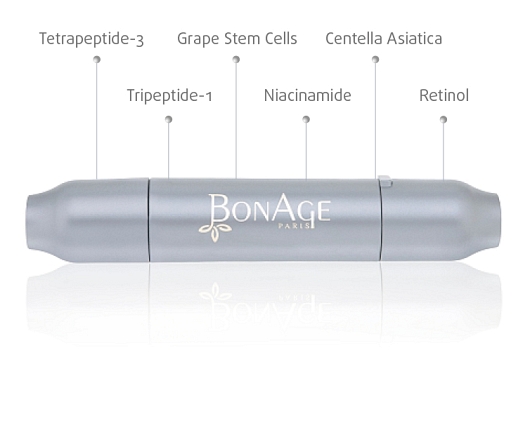 Tetrapeptide-3 Grape Stem Cells Centella Asiatica
Tripeptide-1 Niacinamide Retinol
BONAGE
PARIS